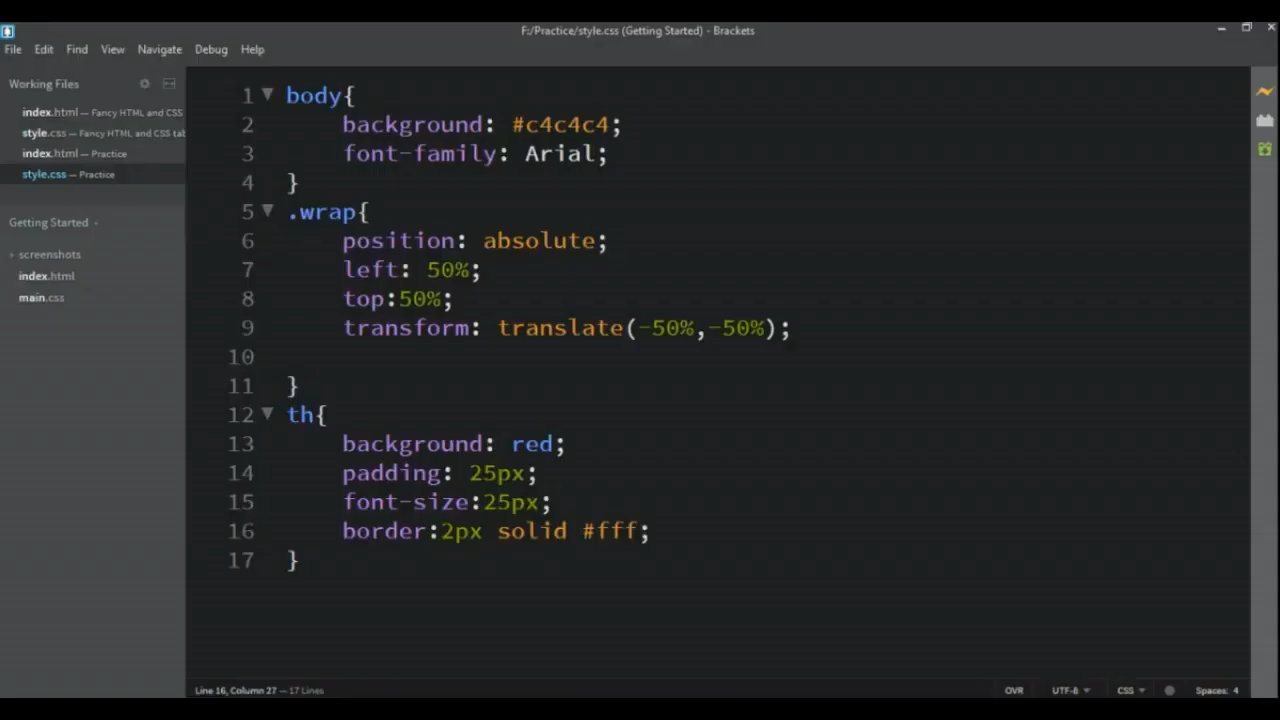 F:/Practice/style.css (Getting Started) - Brackets
File Edit Find View Navigate Debug Help
Working Files
index.html — Fancy HTML and CSS
style.css — Fancy HTML and CSS tab
index.html — Practice
style.css — Practice
Getting Started
screenshots
index.html
main.css
1 body{
2 background: #c4c4c4;
3 font-family: Arial;
4 }
5 .wrap{
6 position: absolute;
7 left: 50%;
8 top:50%;
9 transform: translate(-50%,-50%);
10
11 }
12 th{
13 background: red;
14 padding: 25px;
15 font-size:25px;
16 border:2px solid #fff;
17 }
Line 16, Column 27 — 17 Lines
OVR UTF-8 CSS Spaces: 4